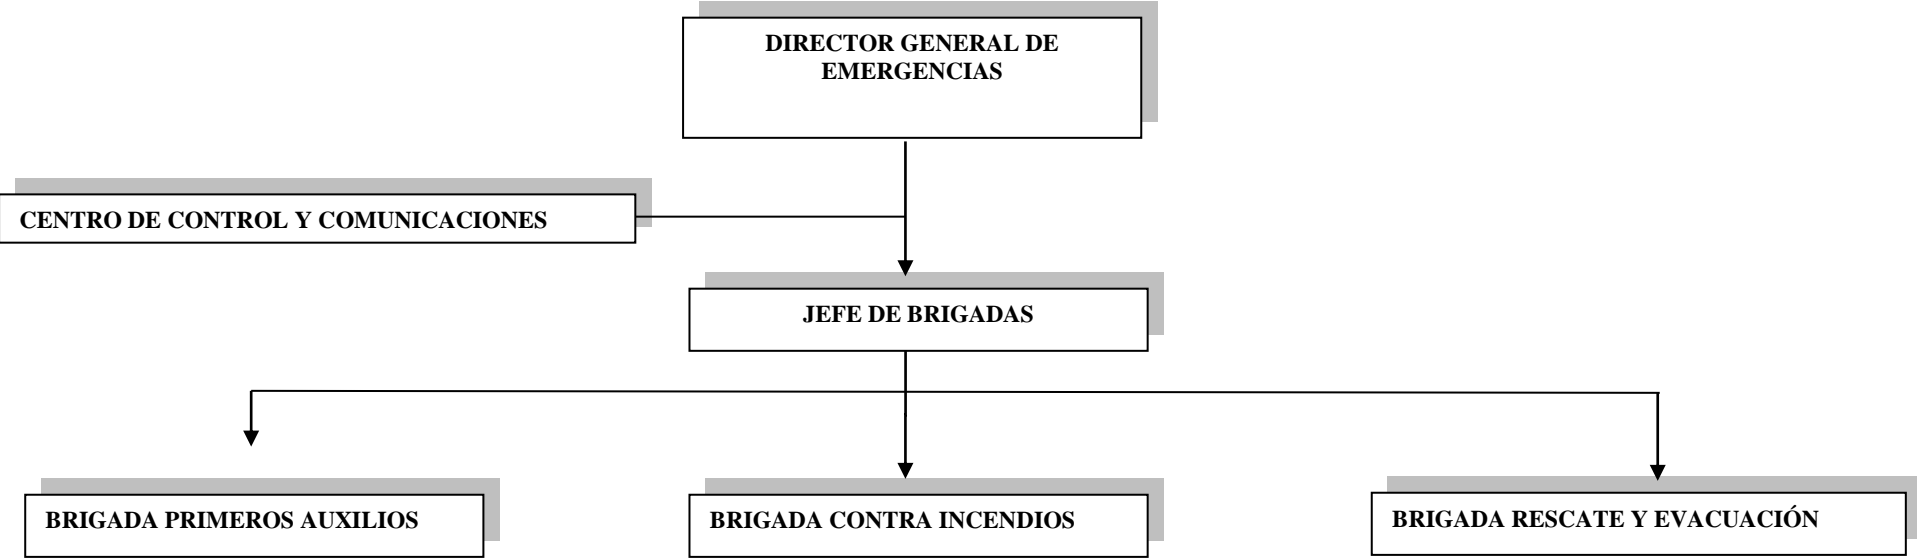 DIRECTOR GENERAL DE
EMERGENCIAS
CENTRO DE CONTROL Y COMUNICACIONES
JEFE DE BRIGADAS
BRIGADA PRIMEROS AUXILIOS
BRIGADA CONTRA INCENDIOS
BRIGADA RESCATE Y EVACUACIÓN